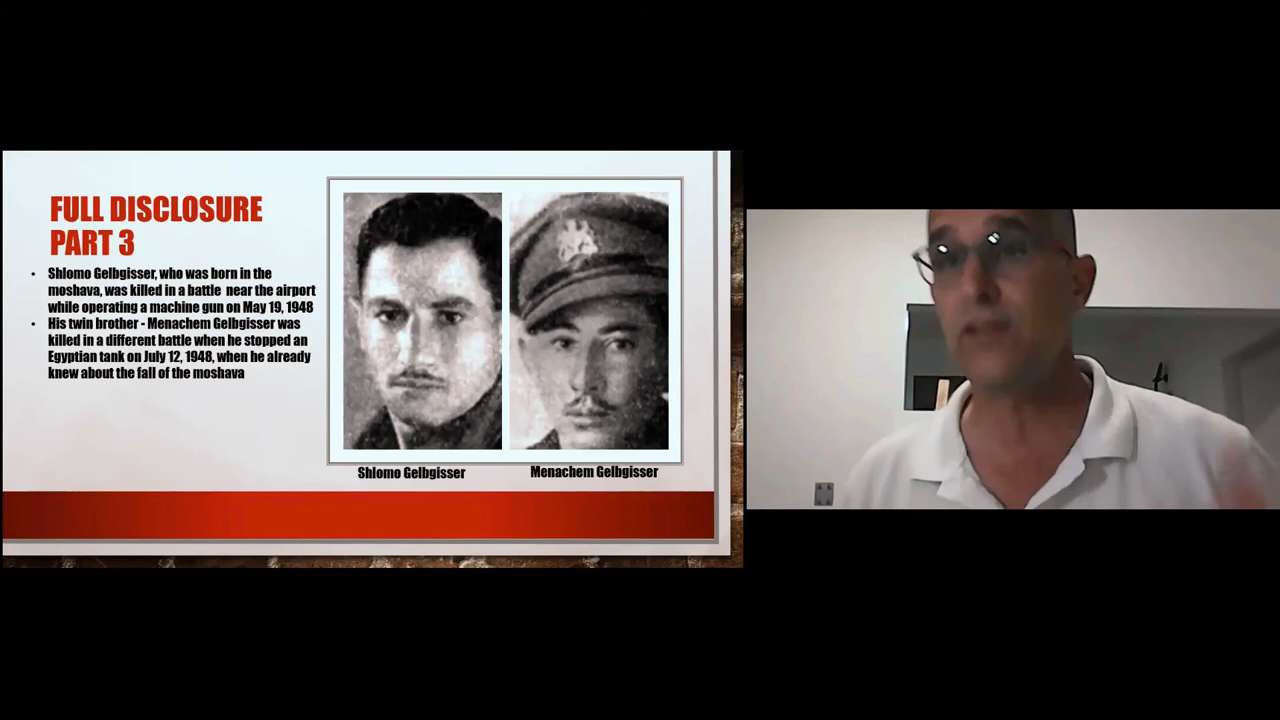 FULL DISCLOSURE
PART 3
• Shlomo Gelbgisser, who was born in the
moshava, was killed in a battle near the airport
while operating a machine gun on May 19, 1948
• His twin brother - Menachem Gelbgisser was
killed in a different battle when he stopped an
Egyptian tank on July 12, 1948, when he already
knew about the fall of the moshava
Shlomo Gelbgisser
Menachem Gelbgisser